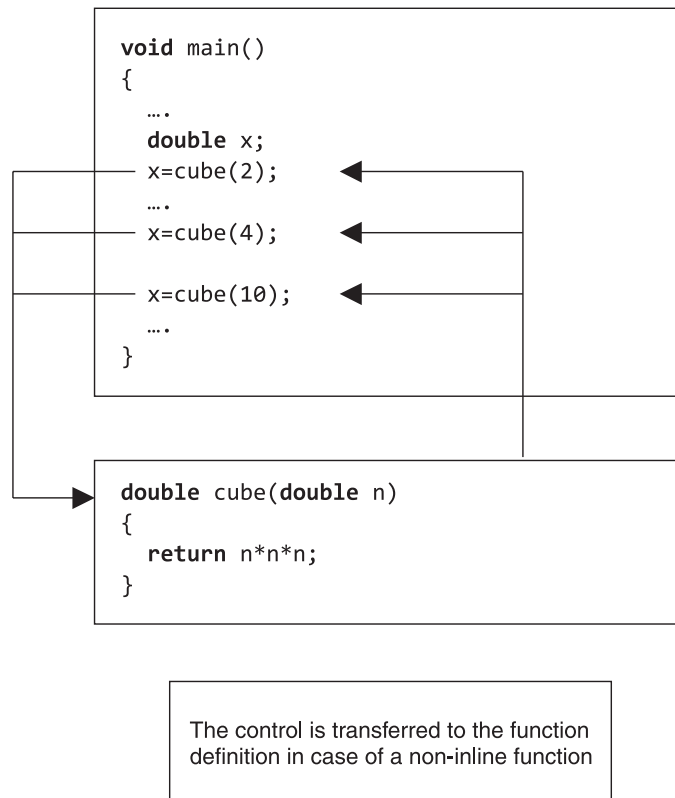 void main()
{
….
double x;
x=cube(2);
….
x=cube(4);
x=cube(10);
….
}
double cube(double n)
{
return n*n*n;
}
The control is transferred to the function
definition in case of a non-inline function